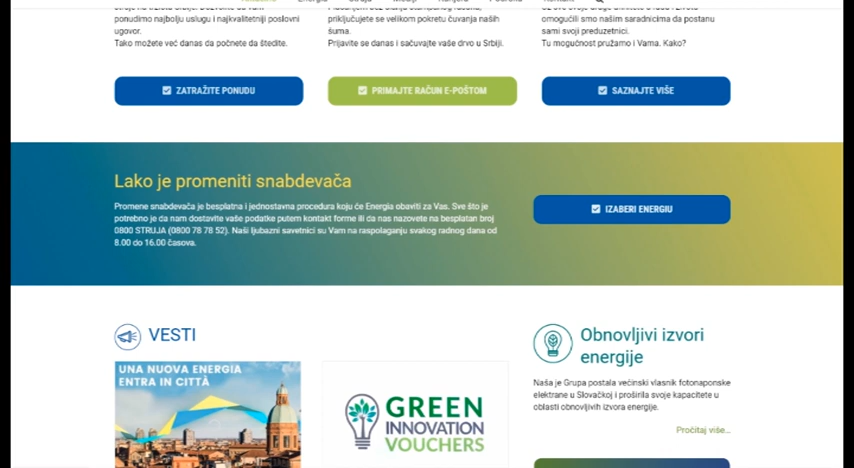 ponudimo najbolju uslugu i najkvalitetniji poslovni
ugovor.
Tako možete već danas da počnete da štedite.
ZATRAŽITE PONUDU
priključujete se velikom pokretu čuvanja naših
šuma.
Prijavite se danas i sačuvajte vaše drvo u Srbiji.
PRIMAJTE RAČUN E-POŠTOM
omogućili smo našim saradnicima da postanu
sami svoji preduzetnici.
Tu mogućnost pružamo i Vama. Kako?
SAZNAJTE VIŠE
Lako je promeniti snabdevača
Promene snabdevača je besplatna i jednostavna procedura koju će Energia obaviti za Vas. Sve što je
potrebno je da nam dostavite vaše podatke putem kontakt forme ili da nas nazovete na besplatan broj
0800 STRUJA (0800 78 78 52). Naši ljubazni savetnici su Vam na raspolaganju svakog radnog dana od
8.00 do 16.00 časova.
IZABERI ENERGIU
VESTI
UNA NUOVA ENERGIA
ENTRA IN CITTÀ
GREEN
INNOVATION
VOUCHERS
Obnovljivi izvori
energije
Naša je Grupa postala većinski vlasnik fotonaponske
elektrane u Slovačkoj i proširila svoje kapacitete u
oblasti obnovljivih izvora energije.
Pročitaj više...